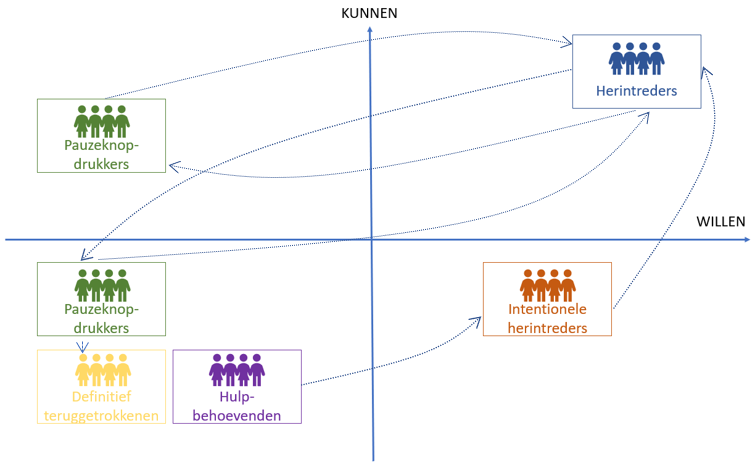 KUNNEN
Herintreders
Pauzeknop-
drukkers
WILLEN
Pauzeknop-
drukkers
Intentionele
herintreders
Definitief
teruggetrokkenen
Hulp-
behoevenden